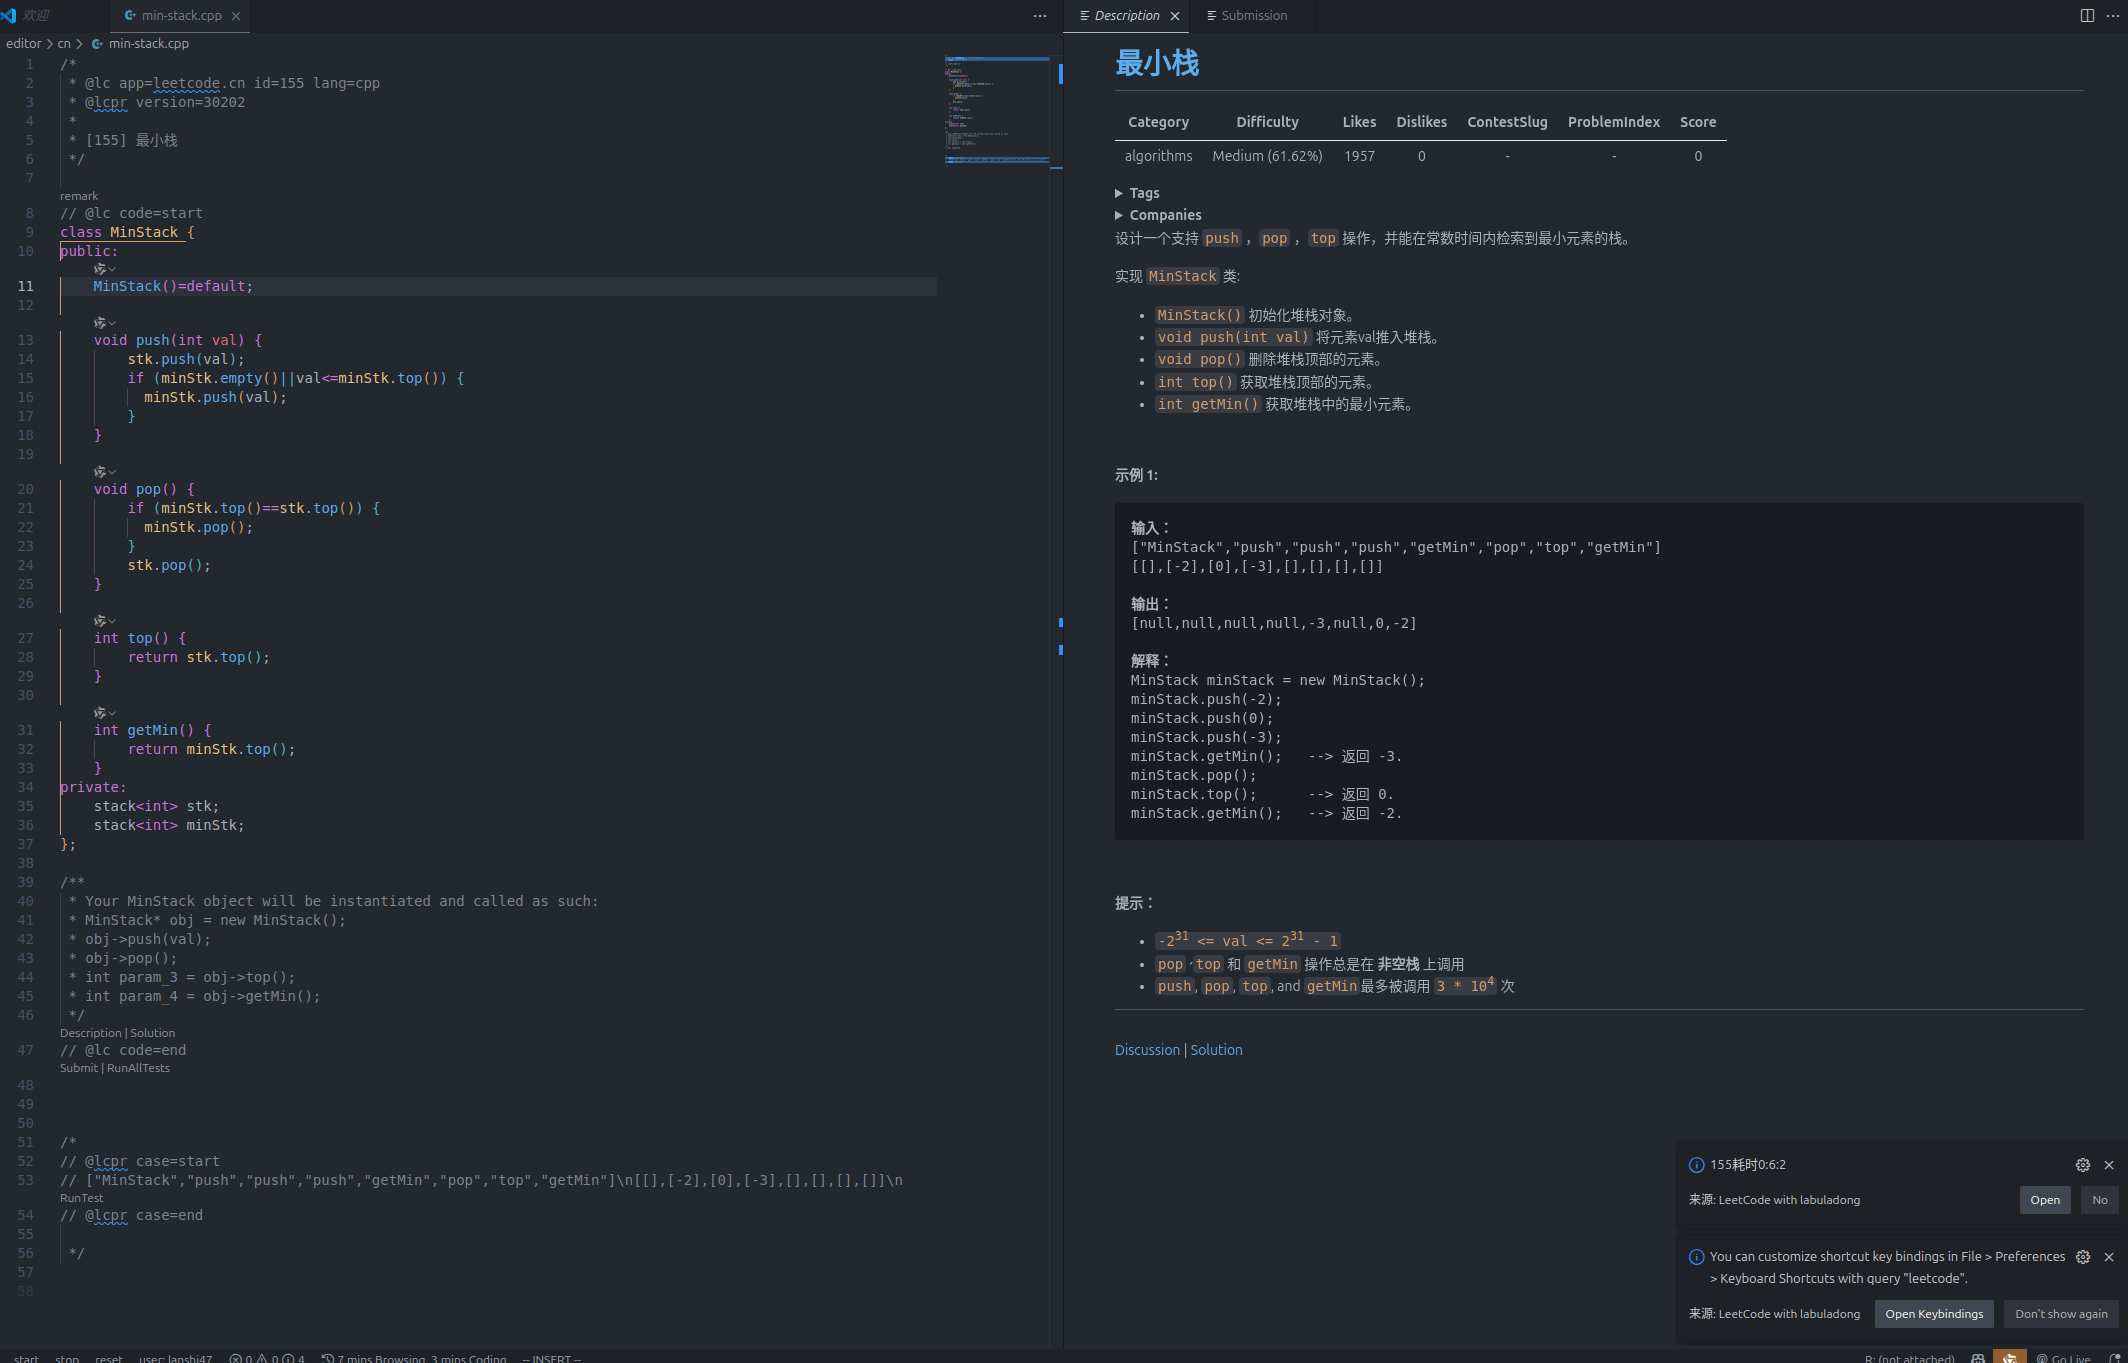 欢迎
min-stack.cpp
editor > cn > min-stack.cpp
1 /*
2  * @lc app=leetcode.cn id=155 lang=cpp
3  * @lcpr version=30202
4  *
5  * [155] 最小栈
6  */
7
remark
8 // @lc code=start
9 class MinStack {
10 public:
11     MinStack()=default;
12
13     void push(int val) {
14         stk.push(val);
15         if (minStk.empty()||val<=minStk.top()) {
16           minStk.push(val);
17         }
18     }
19
20     void pop() {
21         if (minStk.top()==stk.top()) {
22           minStk.pop();
23         }
24         stk.pop();
25     }
26
27     int top() {
28         return stk.top();
29     }
30
31     int getMin() {
32         return minStk.top();
33     }
34 private:
35     stack<int> stk;
36     stack<int> minStk;
37 };
38
39 /**
40  * Your MinStack object will be instantiated and called as such:
41  * MinStack* obj = new MinStack();
42  * obj->push(val);
43  * obj->pop();
44  * int param_3 = obj->top();
45  * int param_4 = obj->getMin();
46  */
Description | Solution
47 // @lc code=end
Submit | RunAllTests
48
49
50
51 /*
52 // @lcpr case=start
53 // ["MinStack","push","push","push","getMin","pop","top","getMin"]\n[[],[-2],[0],[-3],[],[],[],[]]\n
RunTest
54 // @lcpr case=end
55
56  */
57
58
Description
Submission
最小栈
Category Difficulty Likes Dislikes ContestSlug ProblemIndex Score
algorithms Medium (61.62%) 1957 0 - - 0
Tags
Companies
设计一个支持 push ，pop ，top 操作，并能在常数时间内检索到最小元素的栈。
实现 MinStack 类:
• MinStack() 初始化堆栈对象。
• void push(int val) 将元素val推入堆栈。
• void pop() 删除堆栈顶部的元素。
• int top() 获取堆栈顶部的元素。
• int getMin() 获取堆栈中的最小元素。
示例 1:
输入：
["MinStack","push","push","push","getMin","pop","top","getMin"]
[[],[-2],[0],[-3],[],[],[],[]]
输出：
[null,null,null,null,-3,null,0,-2]
解释：
MinStack minStack = new MinStack();
minStack.push(-2);
minStack.push(0);
minStack.push(-3);
minStack.getMin();   --> 返回 -3.
minStack.pop();
minStack.top();      --> 返回 0.
minStack.getMin();   --> 返回 -2.
提示：
• -2^31 <= val <= 2^31 - 1
• pop、top 和 getMin 操作总是在 非空栈 上调用
• push, pop, top, and getMin最多被调用 3 * 10^4 次
Discussion | Solution
155耗时0:6:2
来源: LeetCode with labuladong
Open
No
You can customize shortcut key bindings in File > Preferences
> Keyboard Shortcuts with query "leetcode".
来源: LeetCode with labuladong
Open Keybindings
Don't show again
start stop reset user: lanshi47 0 0 4 7 mins Browsing, 3 mins Coding -- INSERT -- R: (not attached) Go Live